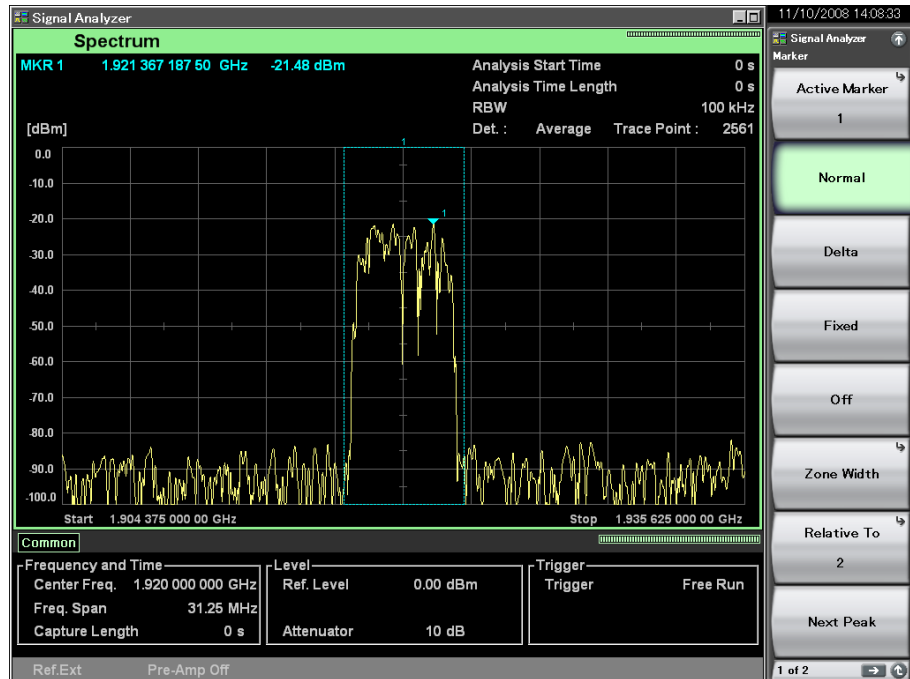 Signal Analyzer
11/10/2008 14:08:33
Spectrum
MKR 1 1.921 367 187 50 GHz -21.48 dBm
Analysis Start Time 0 s
Analysis Time Length 0 s
RBW 100 kHz
Det. : Average Trace Point : 2561
[dBm]
0.0
-10.0
-20.0
-30.0
-40.0
-50.0
-60.0
-70.0
-80.0
-90.0
-100.0
1
1
Start 1.904 375 000 00 GHz
Stop 1.935 625 000 00 GHz
Common
Frequency and Time
Center Freq. 1.920 000 000 GHz
Freq. Span 31.25 MHz
Capture Length 0 s
Level
Ref. Level 0.00 dBm
Attenuator 10 dB
Trigger
Trigger Free Run
Ref.Ext Pre-Amp Off
Signal Analyzer
Marker
Active Marker
1
Normal
Delta
Fixed
Off
Zone Width
Relative To
2
Next Peak
1 of 2